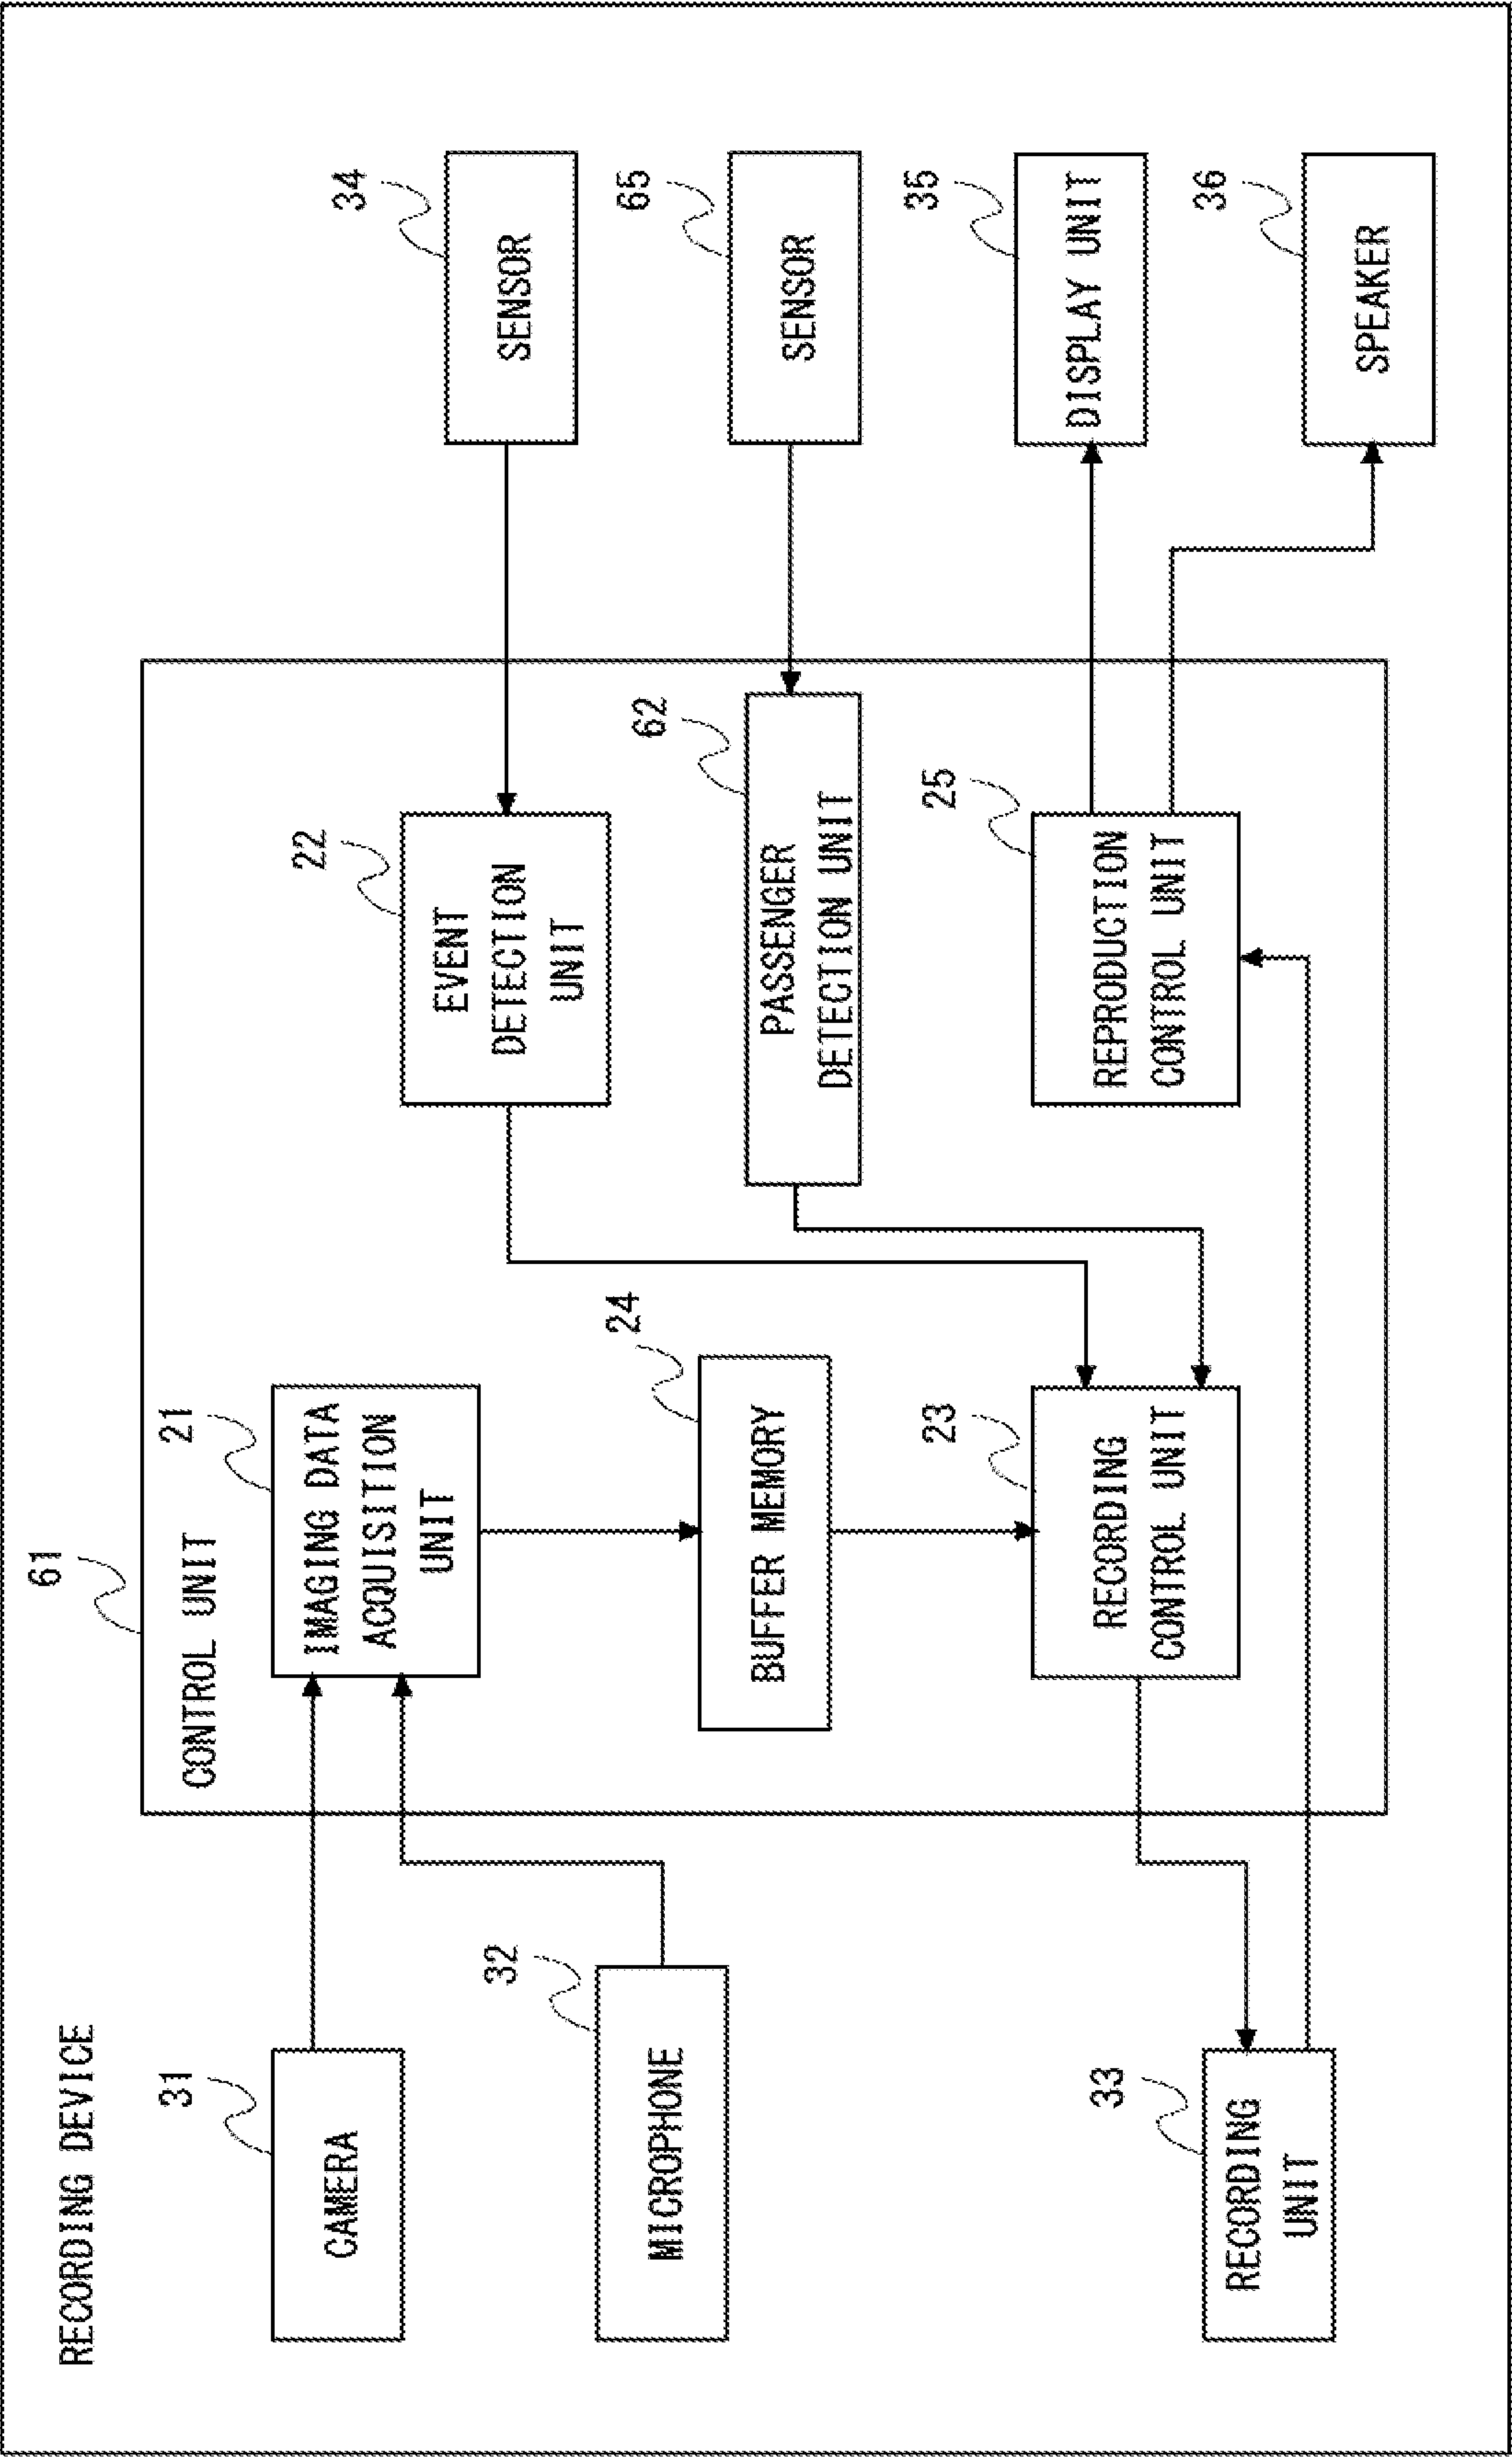 RECORDING DEVICE
61
CONTROL UNIT
31
CAMERA
21
IMAGING DATA
ACQUISITION
UNIT
22
EVENT
DETECTION
UNIT
34
SENSOR
32
MICROPHONE
24
BUFFER MEMORY
62
PASSENGER
DETECTION UNIT
65
SENSOR
23
RECORDING
CONTROL UNIT
25
REPRODUCTION
CONTROL UNIT
35
DISPLAY UNIT
33
RECORDING
UNIT
36
SPEAKER